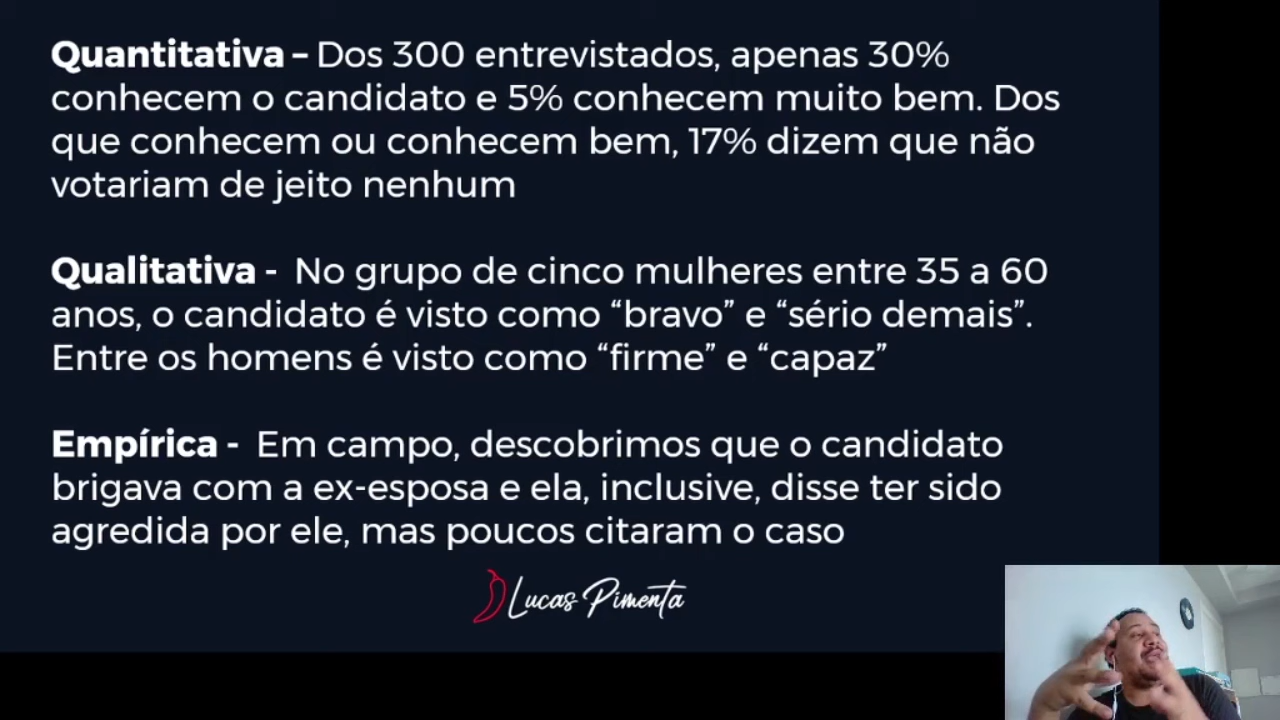 Quantitativa – Dos 300 entrevistados, apenas 30%
conhecem o candidato e 5% conhecem muito bem. Dos
que conhecem ou conhecem bem, 17% dizem que não
votariam de jeito nenhum
Qualitativa - No grupo de cinco mulheres entre 35 a 60
anos, o candidato é visto como “bravo” e “sério demais”.
Entre os homens é visto como “firme” e “capaz”
Empírica - Em campo, descobrimos que o candidato
brigava com a ex-esposa e ela, inclusive, disse ter sido
agredida por ele, mas poucos citaram o caso
Lucas Pimenta